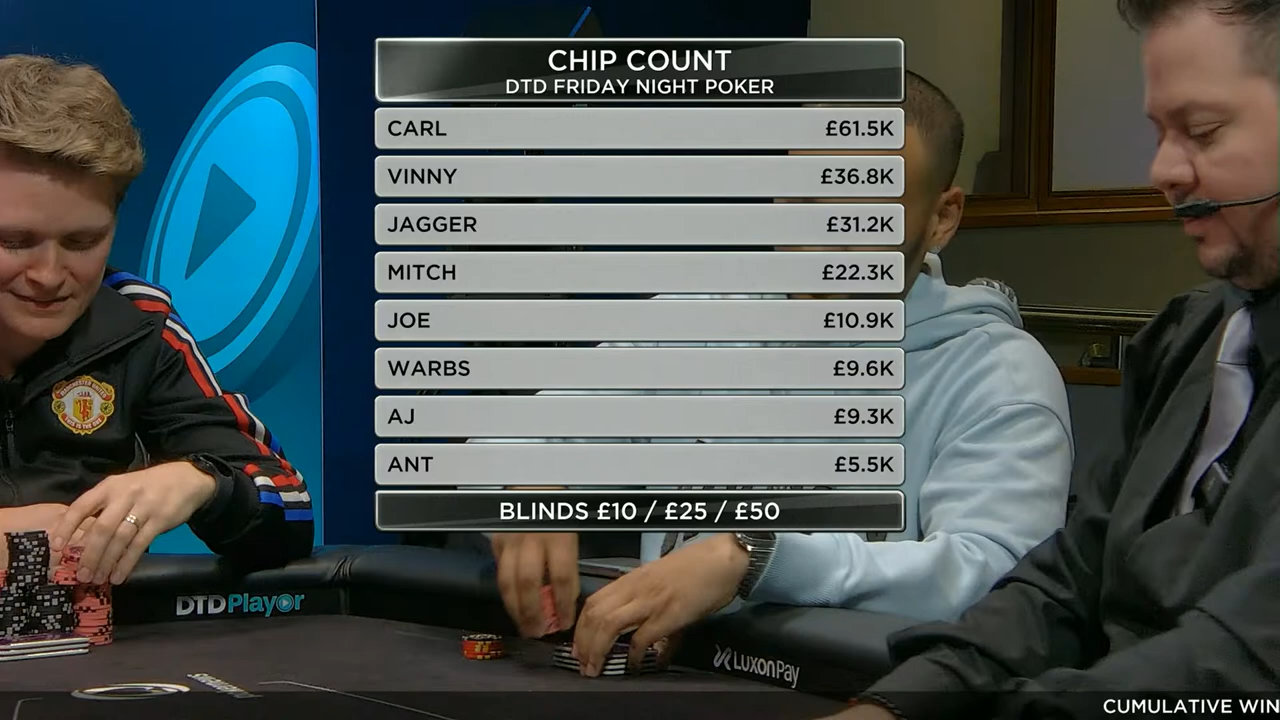 CHIP COUNT
DTD FRIDAY NIGHT POKER
CARL £61.5K
VINNY £36.8K
JAGGER £31.2K
MITCH £22.3K
JOE £10.9K
WARBS £9.6K
AJ £9.3K
ANT £5.5K
BLINDS £10 / £25 / £50
DTDPlayer
LUXONPAY
CUMULATIVE WIN